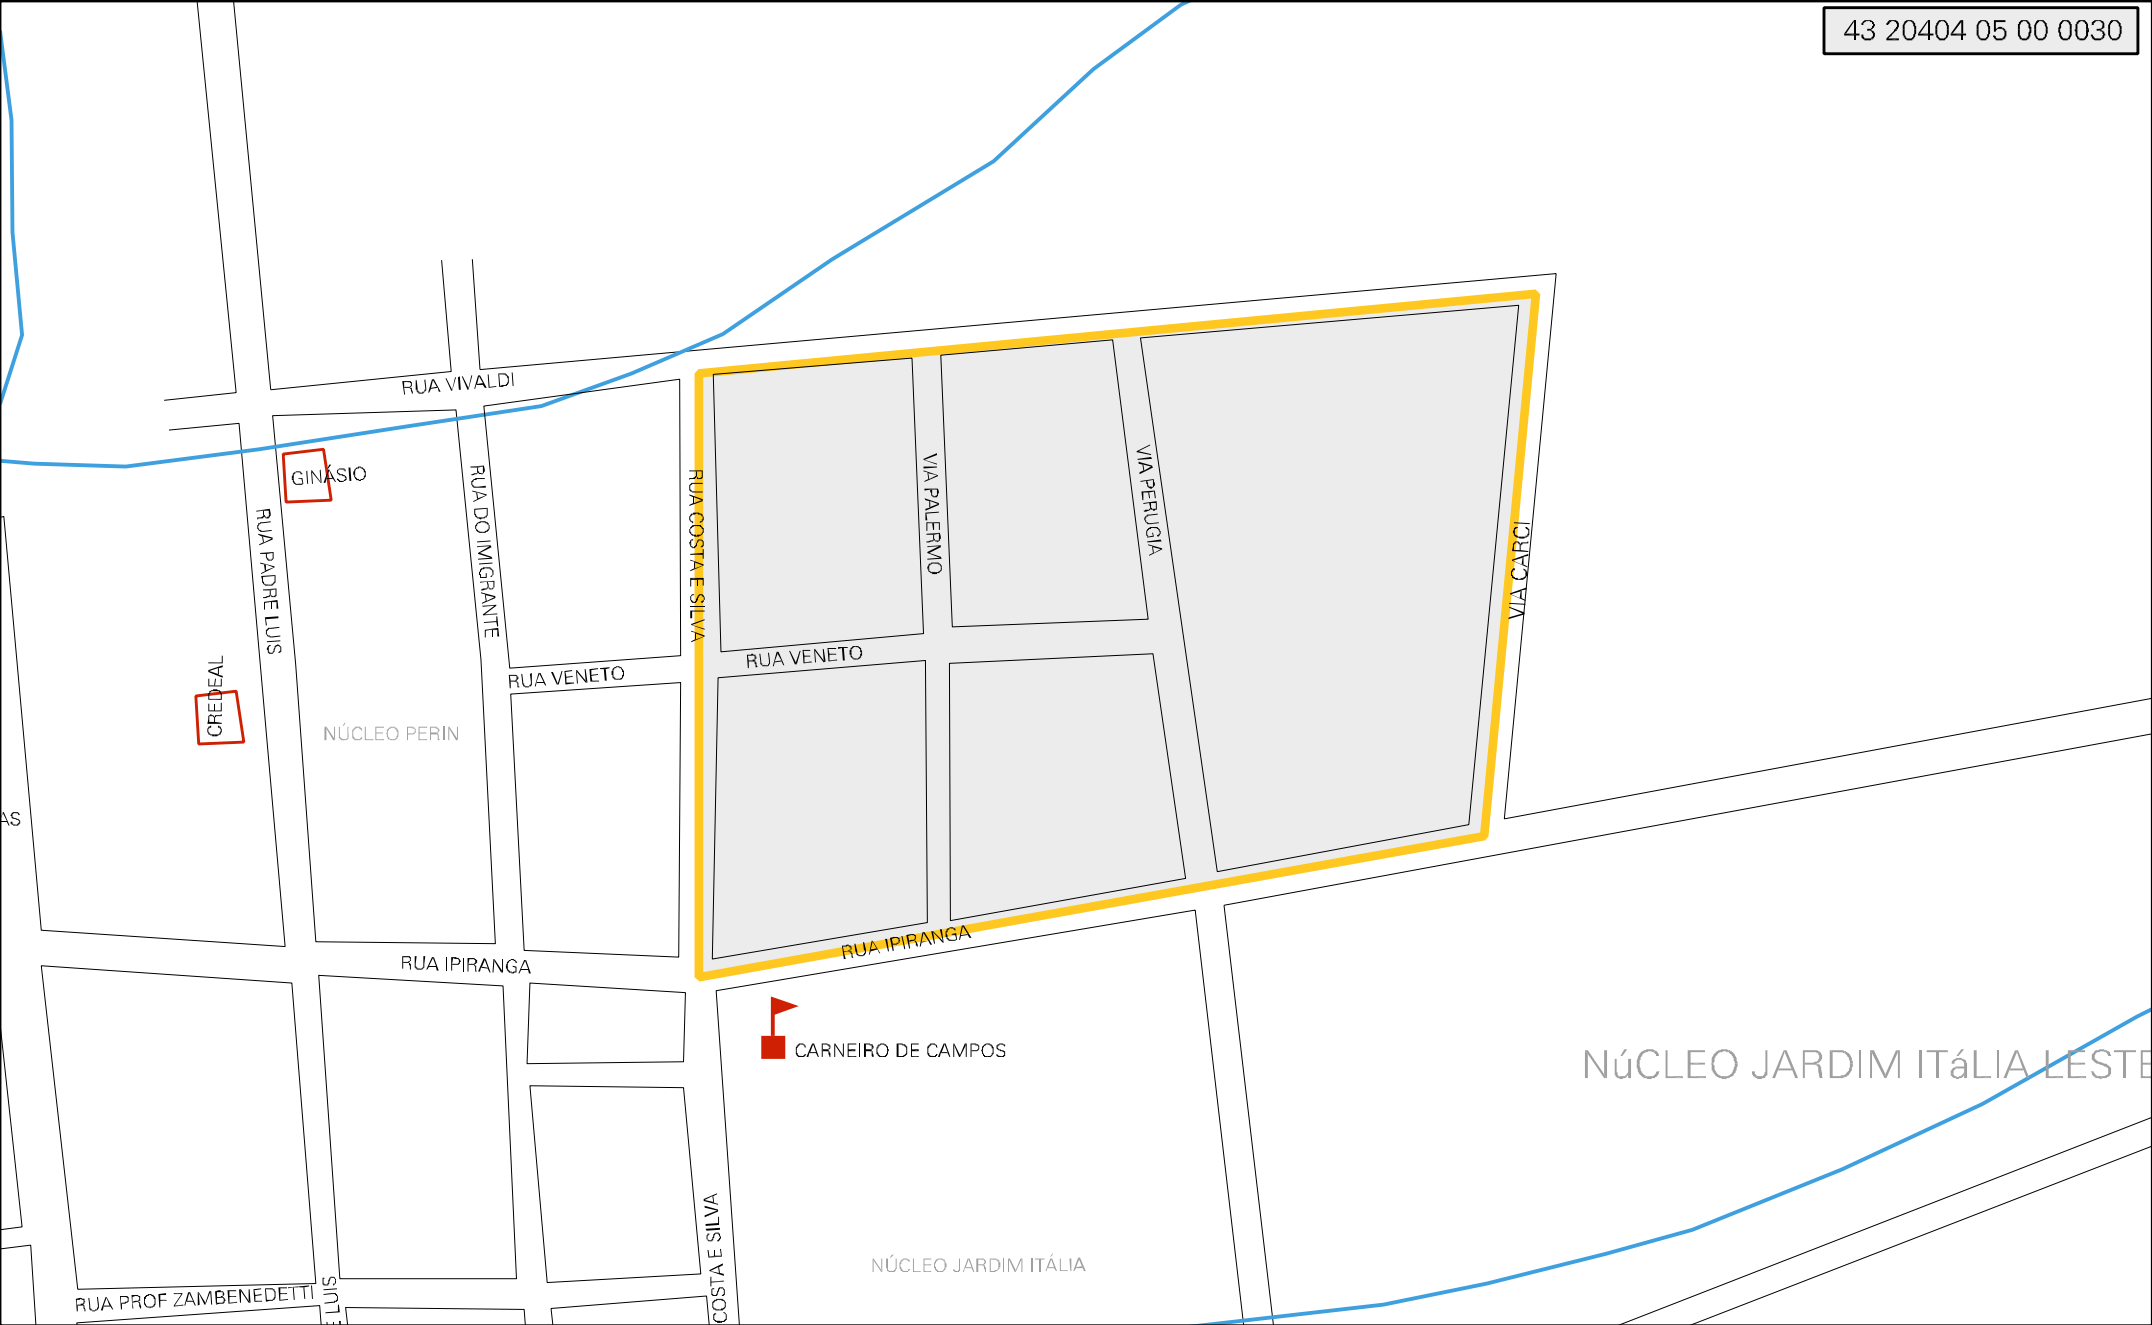 43 20404 05 00 0030
RUA VIVALDI
GINÁSIO
RUA PADRE LUIS
RUA DO IMIGRANTE
RUA COSTA E SILVA
VIA PALERMO
VIA PERUGIA
VIA CARCI
RUA VENETO
RUA VENETO
CREDEAL
NÚCLEO PERIN
AS
RUA IPIRANGA
RUA IPIRANGA
CARNEIRO DE CAMPOS
NúCLEO JARDIM ITáLIA LESTE
NÚCLEO JARDIM ITÁLIA
COSTA E SILVA
RUA PROF ZAMBENEDETTI
E LUIS